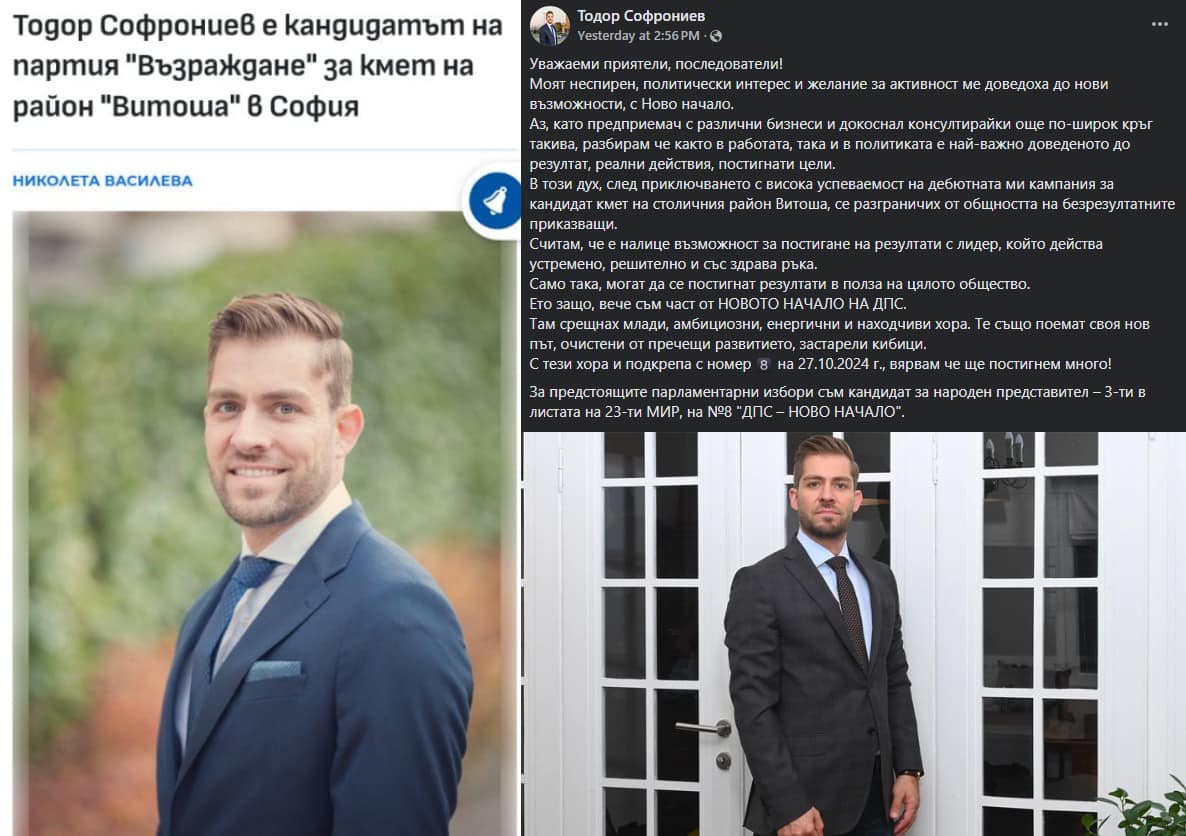 Тодор Софрониев е кандидатът на
партия "Възраждане" за кмет на
район "Витоша" в София
НИКОЛЕТА ВАСИЛЕВА
Тодор Софрониев
Yesterday at 2:56 PM ·
Уважаеми приятели, последователи!
Моят неспирен, политически интерес и желание за активност ме доведоха до нови
възможности, с Ново начало.
Аз, като предприемач с различни бизнеси и докоснал консултирайки още по-широк кръг
такива, разбирам че както в работата, така и в политиката е най-важно доведеното до
резултат, реални действия, постигнати цели.
В този дух, след приключването с висока успеваемост на дебютната ми кампания за
кандидат кмет на столичния район Витоша, се разграничих от общността на безрезултатните
приказващи.
Считам, че е налице възможност за постигане на резултати с лидер, който действа
устремено, решително и със здрава ръка.
Само така, могат да се постигнат резултати в полза на цялото общество.
Ето защо, вече съм част от НОВОТО НАЧАЛО НА ДПС.
Там срещнах млади, амбициозни, енергични и находчиви хора. Те също поемат своя нов
път, очистени от пречещи развитието, застарели кибици.
С тези хора и подкрепа с номер 8 на 27.10.2024 г., вярвам че ще постигнем много!
За предстоящите парламентарни избори съм кандидат за народен представител – 3-ти в
листата на 23-ти МИР, на №8 "ДПС – НОВО НАЧАЛО".